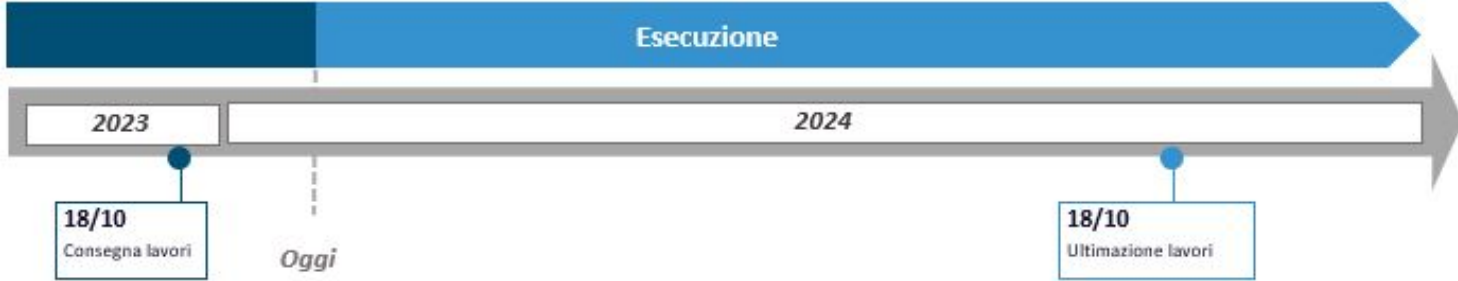 Esecuzione
2023
2024
18/10
Consegna lavori
Oggi
18/10
Ultimazione lavori